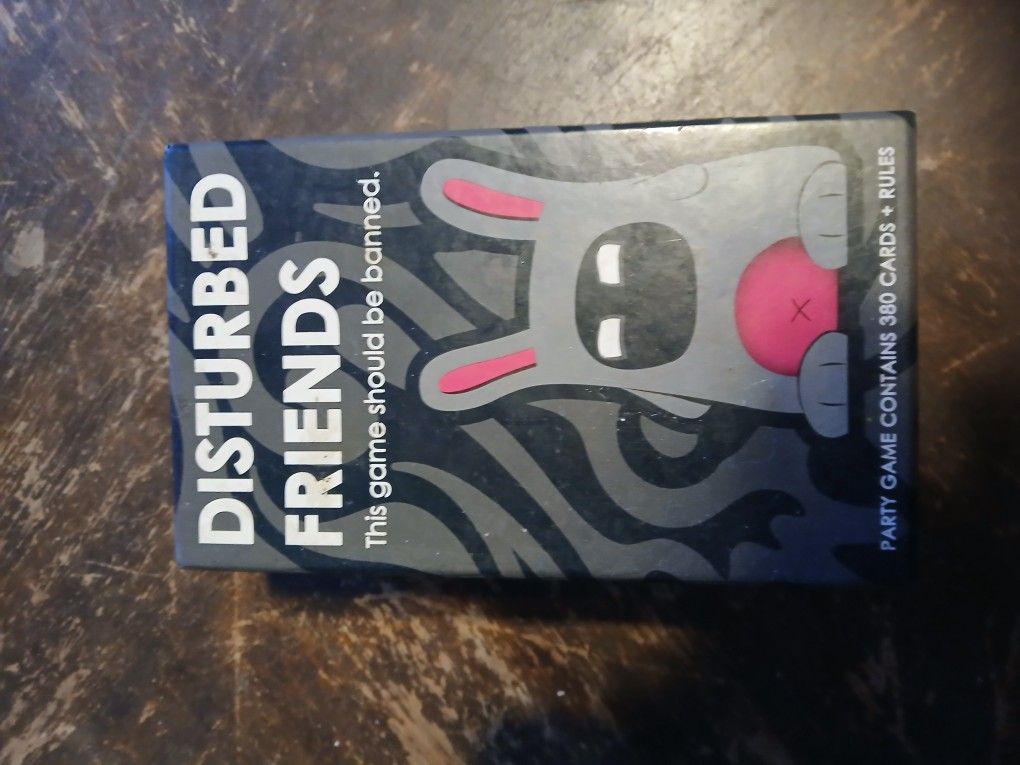 DISTURBED
FRIENDS
This game should be banned.
PARTY GAME CONTAINS 380 CARDS + RULES